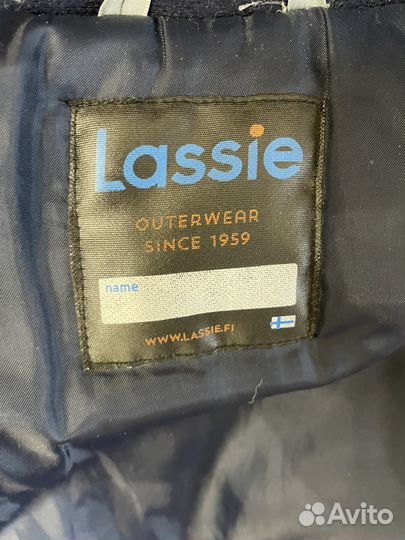 Lassie
OUTERWEAR
SINCE 1959
name
WWW.LASSIE.FI
Avito